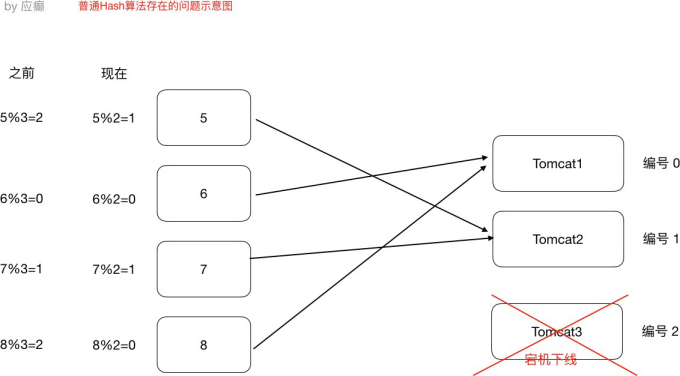 by 应癫 普通Hash算法存在的问题示意图
之前 现在
5%3=2 5%2=1 5
Tomcat1 编号 0
6%3=0 6%2=0 6
Tomcat2 编号 1
7%3=1 7%2=1 7
Tomcat3 编号 2
8%3=2 8%2=0 8
宕机下线